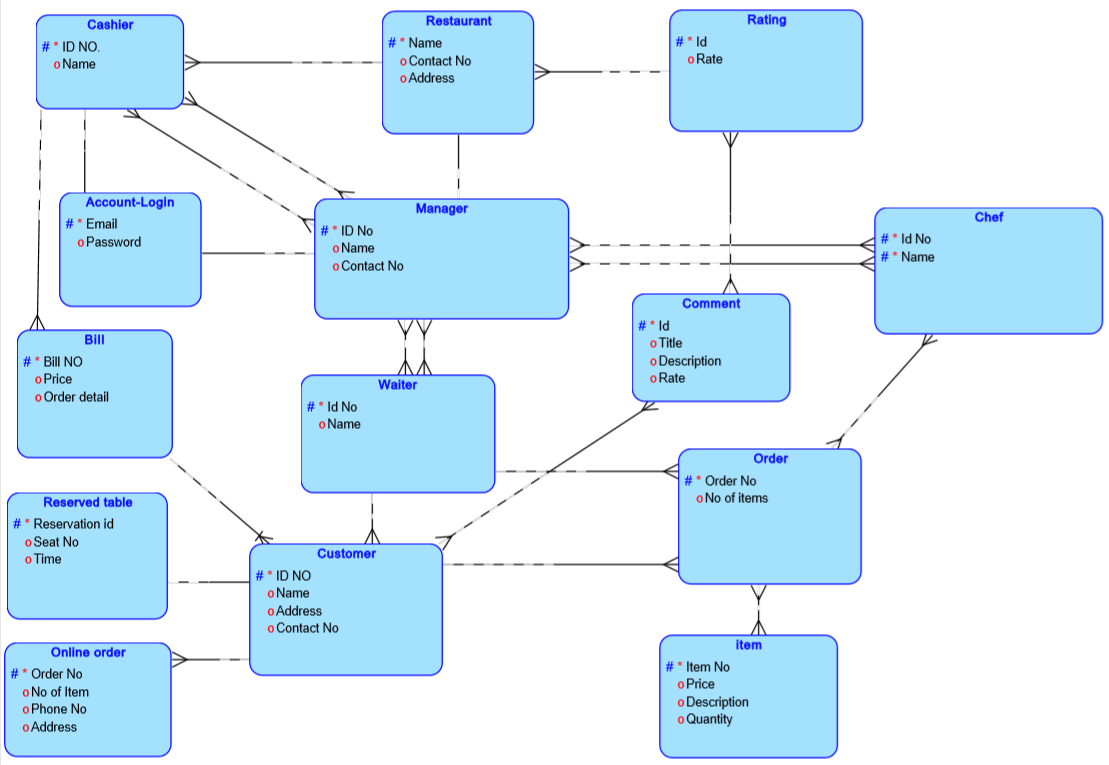 Cashier
# * ID NO.
o Name
Restaurant
# * Name
o Contact No
o Address
Rating
# * Id
o Rate
Account-Login
# * Email
o Password
Manager
# * ID No
o Name
o Contact No
Chef
# * Id No
# * Name
Bill
# * Bill NO
o Price
o Order detail
Waiter
# * Id No
o Name
Comment
# * Id
o Title
o Description
o Rate
Order
# * Order No
o No of items
Reserved table
# * Reservation id
o Seat No
o Time
Customer
# * ID NO
o Name
o Address
o Contact No
Online order
# * Order No
o No of Item
o Phone No
o Address
item
# * Item No
o Price
o Description
o Quantity